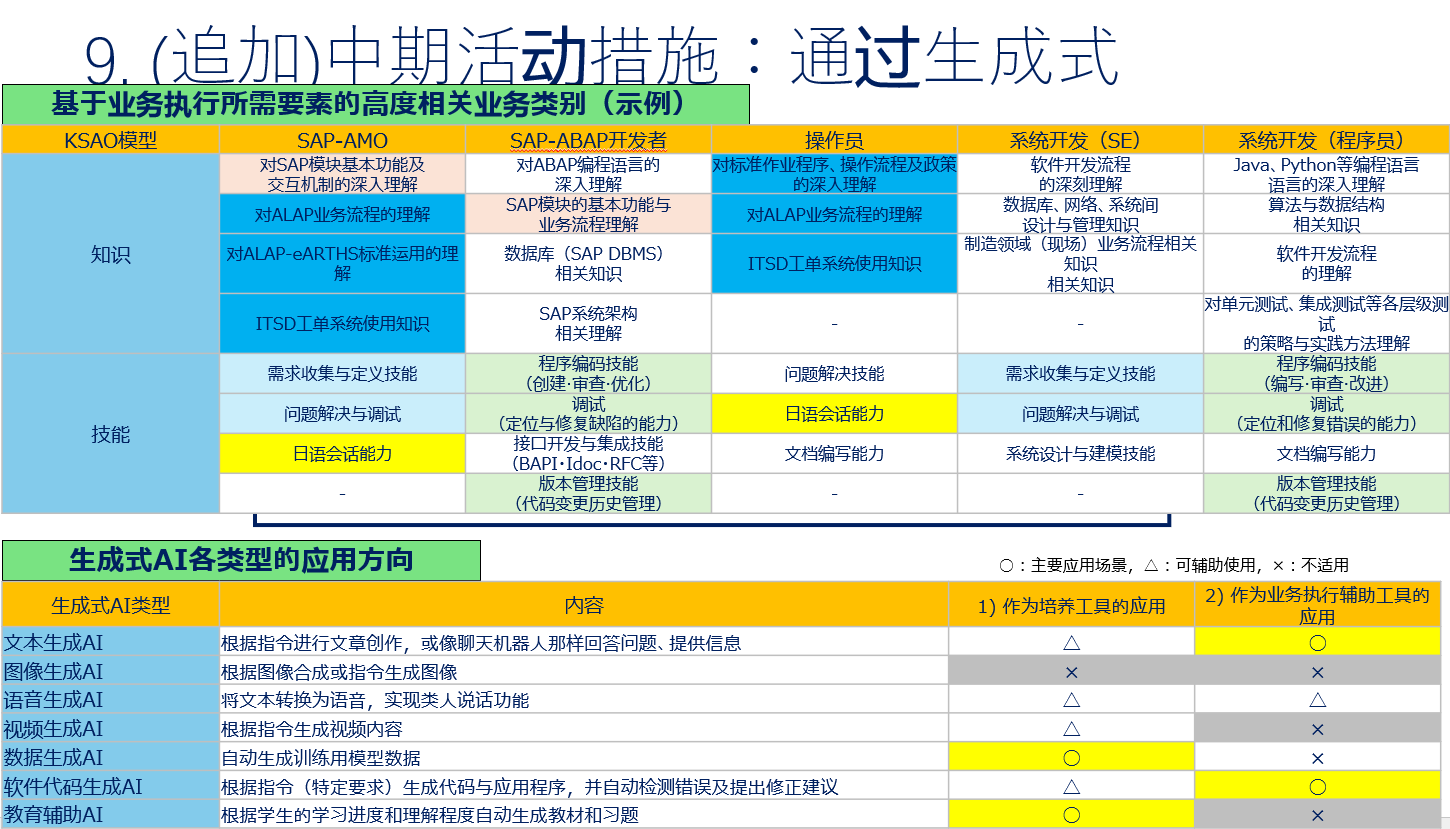 9. (追加)中期活动措施：通过生成式
基于业务执行所需要素的高度相关业务类别（示例）
KSAO模型
SAP-AMO
SAP-ABAP开发者
操作员
系统开发（SE）
系统开发（程序员）
知识
对SAP模块基本功能及
交互机制的深入理解
对ABAP编程语言的
深入理解
对标准作业程序、操作流程及政策
的深入理解
软件开发流程
的深刻理解
Java、Python等编程语言
语言的深入理解
对ALAP业务流程的理解
SAP模块的基本功能与
业务流程理解
对ALAP业务流程的理解
数据库、网络、系统间
设计与管理知识
算法与数据结构
相关知识
对ALAP-eARTHS标准运用的理
解
数据库（SAP DBMS）
相关知识
ITSD工单系统使用知识
制造领域（现场）业务流程相关
知识
相关知识
软件开发流程
的理解
ITSD工单系统使用知识
SAP系统架构
相关理解
-
-
对单元测试、集成测试等各层级测
试
的策略与实践方法理解
技能
需求收集与定义技能
程序编码技能
（创建·审查·优化）
问题解决技能
需求收集与定义技能
程序编码技能
（编写·审查·改进）
问题解决与调试
调试
（定位与修复缺陷的能力）
日语会话能力
问题解决与调试
调试
（定位和修复错误的能力）
日语会话能力
接口开发与集成技能
（BAPI・Idoc・RFC等）
文档编写能力
系统设计与建模技能
文档编写能力
-
版本管理技能
（代码变更历史管理）
-
-
版本管理技能
（代码变更历史管理）
生成式AI各类型的应用方向
○：主要应用场景，△：可辅助使用，×：不适用
生成式AI类型
内容
1) 作为培养工具的应用
2) 作为业务执行辅助工具的
应用
文本生成AI
根据指令进行文章创作，或像聊天机器人那样回答问题、提供信息
△
○
图像生成AI
根据图像合成或指令生成图像
×
×
语音生成AI
将文本转换为语音，实现类人说话功能
△
△
视频生成AI
根据指令生成视频内容
△
×
数据生成AI
自动生成训练用模型数据
○
×
软件代码生成AI
根据指令（特定要求）生成代码与应用程序，并自动检测错误及提出修正建议
△
○
教育辅助AI
根据学生的学习进度和理解程度自动生成教材和习题
○
×